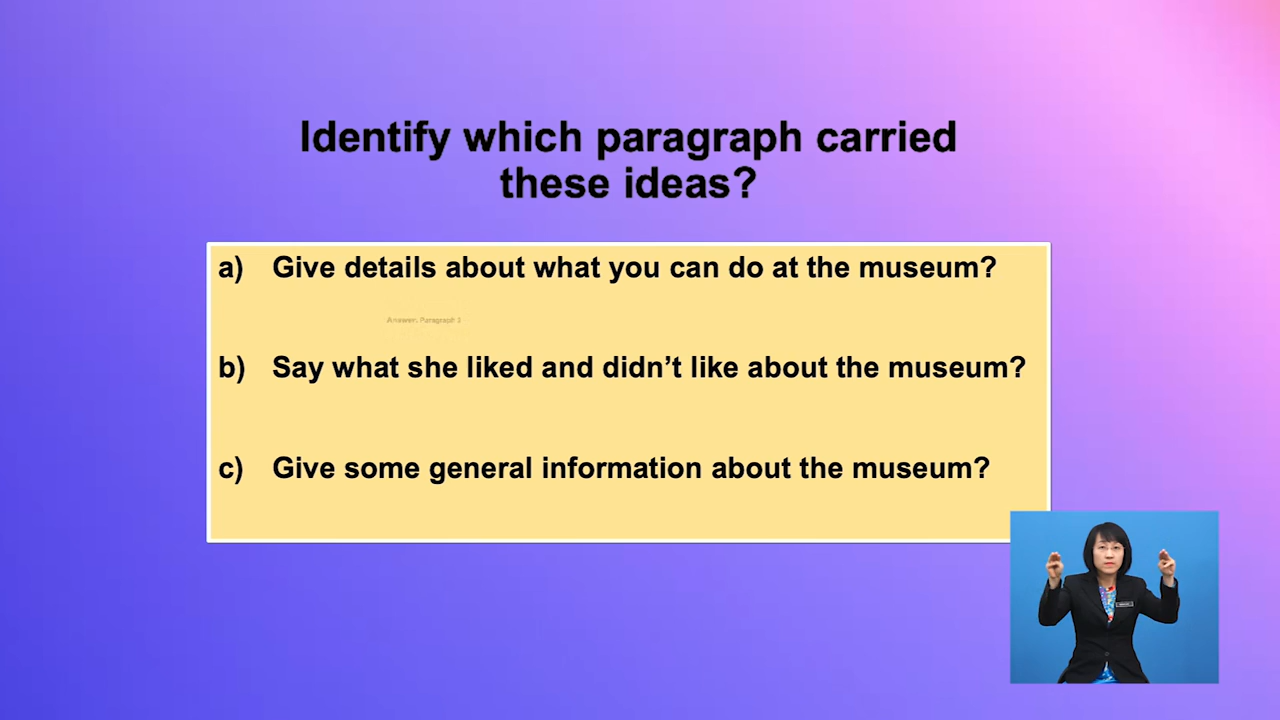 Identify which paragraph carried
these ideas?
a) Give details about what you can do at the museum?
Answer: Paragraph
b) Say what she liked and didn't like about the museum?
c) Give some general information about the museum?